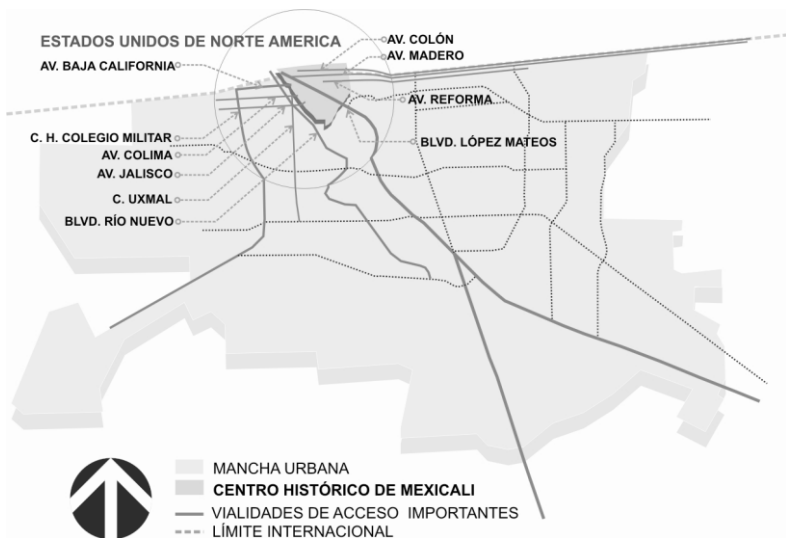 ESTADOS UNIDOS DE NORTE AMERICA
AV. COLÓN
AV. MADERO
AV. BAJA CALIFORNIA
AV. REFORMA
C. H. COLEGIO MILITAR
BLVD. LÓPEZ MATEOS
AV. COLIMA
AV. JALISCO
C. UXMAL
BLVD. RÍO NUEVO
MANCHA URBANA
CENTRO HISTÓRICO DE MEXICALI
VIALIDADES DE ACCESO IMPORTANTES
LÍMITE INTERNACIONAL